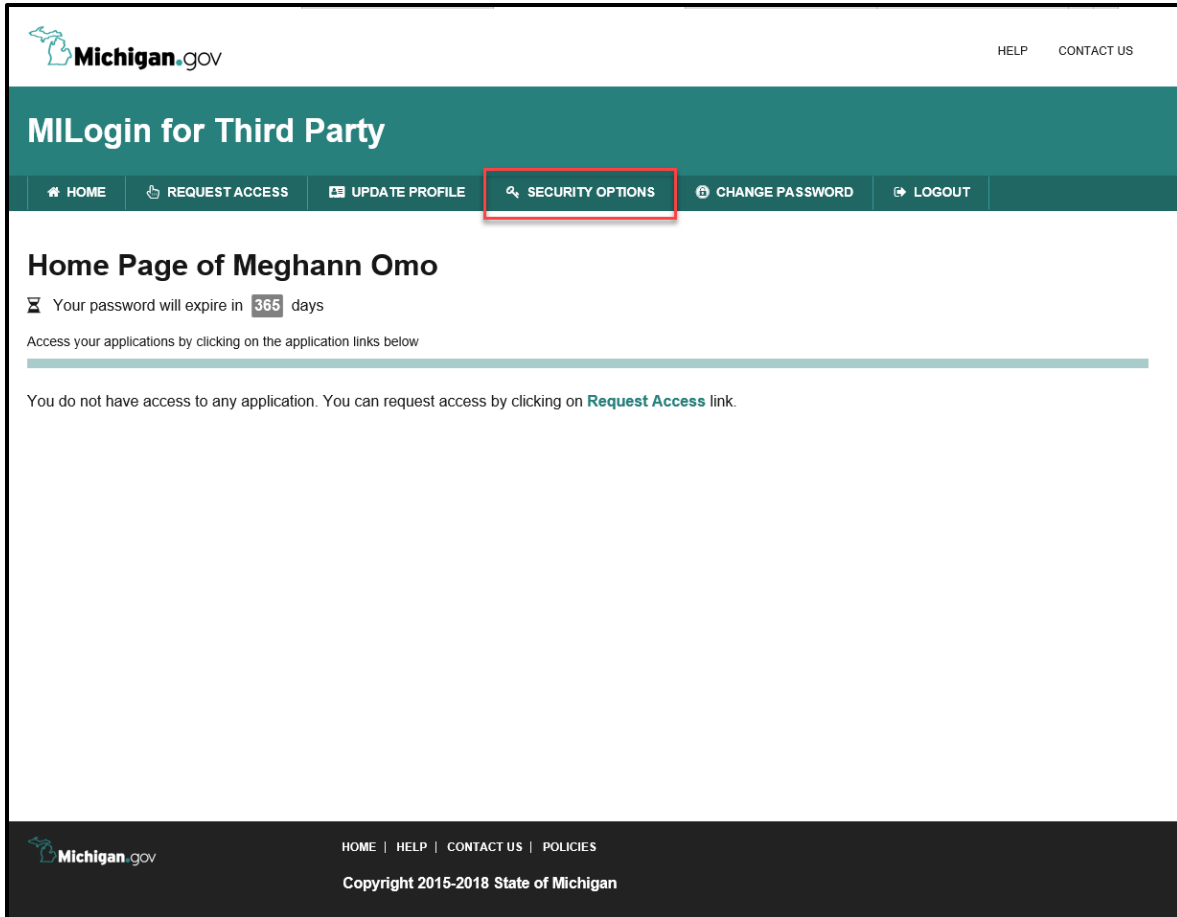 Michigan.gov
HELP CONTACT US
MILogin for Third Party
HOME REQUEST ACCESS UPDATE PROFILE SECURITY OPTIONS CHANGE PASSWORD LOGOUT
Home Page of Meghann Omo
Your password will expire in 365 days
Access your applications by clicking on the application links below
You do not have access to any application. You can request access by clicking on Request Access link.
Michigan.gov
HOME | HELP | CONTACT US | POLICIES
Copyright 2015-2018 State of Michigan